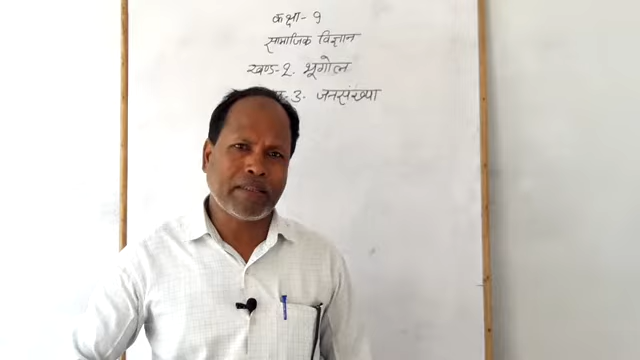 कक्षा- 9
सामाजिक विज्ञान
खण्ड-2. भूगोल
3- जनसंख्या